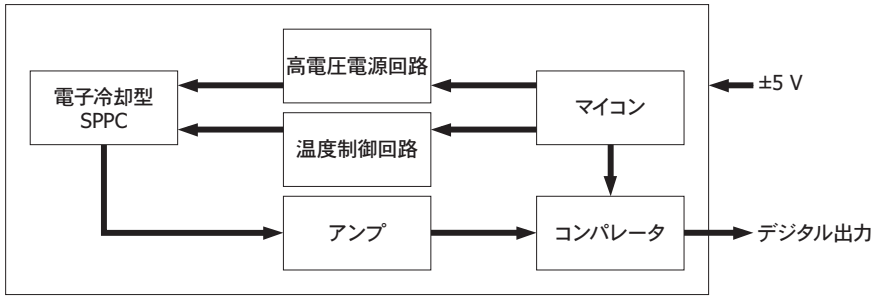 高電圧電源回路
電子冷却型
SPPC
マイコン
±5 V
温度制御回路
アンプ
コンパレータ
デジタル出力